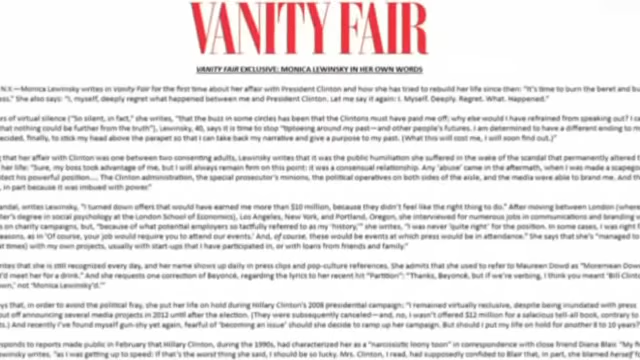 VANITY FAIR
VANITY FAIR EXCLUSIVE: MONICA LEWINSKY IN HER OWN WORDS
N.Y.—Monica Lewinsky writes in Vanity Fair for the first time about her affair with President Clinton and how she has tried to rebuild her life since then: "It's time to burn the beret and bu
ess." She also says: "I, myself, deeply regret what happened between me and President Clinton. Let me say it again: I. Myself. Deeply. Regret. What. Happened."
rs of virtual silence ("So silent, in fact," she writes, "that the buzz in some circles has been that the Clintons must have paid me off; why else would I have refrained from speaking out? I c
that nothing could be further from the truth"), Lewinsky, 40, says it is time to stop "tiptoeing around my past—and other people's futures. I am determined to have a different ending to m
decided, finally, to stick my head above the parapet so that I can take back my narrative and give a purpose to my past. (What this will cost me, I will soon find out.)"
g that her affair with Clinton was one between two consenting adults, Lewinsky writes that it was the public humiliation she suffered in the wake of the scandal that permanently altered t
her life: "Sure, my boss took advantage of me, but I will always remain firm on this point: it was a consensual relationship. Any 'abuse' came in the aftermath, when I was made a scapego
tect his powerful position.... The Clinton administration, the special prosecutor's minions, the political operatives on both sides of the aisle, and the media were able to brand me. And th
, in part because it was imbued with power."
andal, writes Lewinsky, "I turned down offers that would have earned me more than $10 million, because they didn't feel like the right thing to do." After moving between London (where
ter's degree in social psychology at the London School of Economics), Los Angeles, New York, and Portland, Oregon, she interviewed for numerous jobs in communications and branding
on charity campaigns, but, "because of what potential employers so tactfully referred to as my 'history,'" she writes, "I was never 'quite right' for the position. In some cases, I was right f
easons, as in 'Of course, your job would require you to attend our events.' And, of course, these would be events at which press would be in attendance." She says that she's "managed to
at times) with my own projects, usually with start-ups that I have participated in, or with loans from friends and family."
rites that she is still recognized every day, and her name shows up daily in press clips and pop-culture references. She admits that she used to refer to Maureen Dowd as "Moremean Dow
'd meet her for a drink." And she requests one correction of Beyoncé, regarding the lyrics to her recent hit "Partition": "Thanks, Beyoncé, but if we're verbing, I think you meant 'Bill Clint
wn,' not 'Monica Lewinsky'd.'"
ys that, in order to avoid the political fray, she put her life on hold during Hillary Clinton's 2008 presidential campaign: "I remained virtually reclusive, despite being inundated with press
out off announcing several media projects in 2012 until after the election. (They were subsequently canceled—and, no, I wasn't offered $12 million for a salacious tell-all book, contrary to
s.) And recently I've found myself gun-shy yet again, fearful of 'becoming an issue' should she decide to ramp up her campaign. But should I put my life on hold for another 8 to 10 years?
ponds to reports made public in February that Hillary Clinton, during the 1990s, had characterized her as a "narcissistic loony toon" in correspondence with close friend Diane Blair. "My
winsky writes, "as I was getting up to speed: if that's the worst thing she said, I should be so lucky. Mrs. Clinton, I read, had supposedly confided to Blair that, in part, she blamed herself